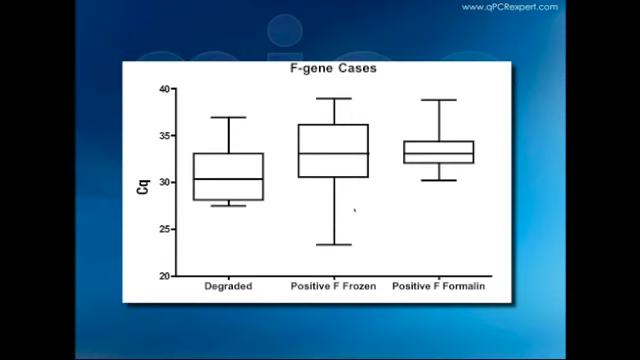 www.qPCRexpert.com
F-gene Cases
40
35
30
25
20
Cq
Degraded
Positive F Frozen
Positive F Formalin